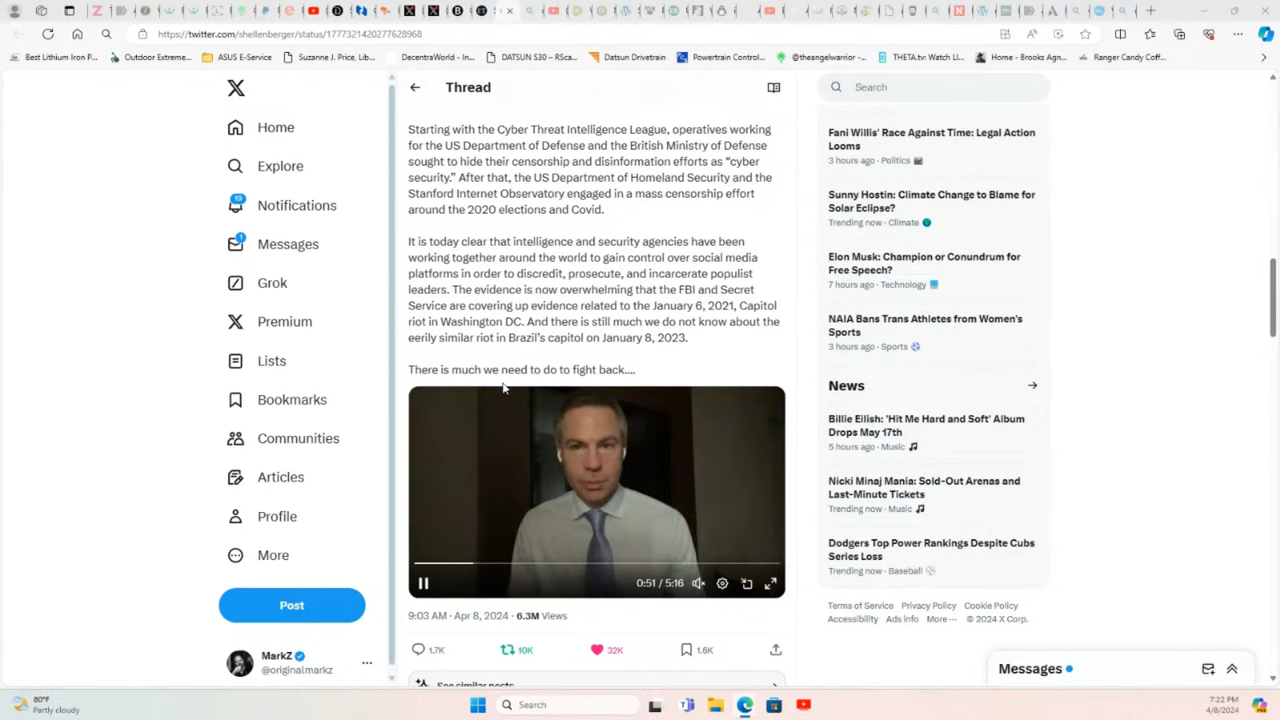 https://twitter.com/shellenberger/status/1777321420277628968
Best Lithium Iron P...
Outdoor Extreme...
ASUS E-Service
Suzanne J. Price, Lib...
DecentraWorld - In...
DATSUN S30 – RSca...
Datsun Drivetrain
Powertrain Control...
@theangelwarrior -...
THETA.tv: Watch Li...
Home - Brooks Agn...
Ranger Candy Coff...
Home
Explore
19
Notifications
1
Messages
Grok
Premium
Lists
Bookmarks
Communities
Articles
Profile
More
Post
MarkZ
@originalmarkz
Thread
Starting with the Cyber Threat Intelligence League, operatives working
for the US Department of Defense and the British Ministry of Defense
sought to hide their censorship and disinformation efforts as “cyber
security.” After that, the US Department of Homeland Security and the
Stanford Internet Observatory engaged in a mass censorship effort
around the 2020 elections and Covid.
It is today clear that intelligence and security agencies have been
working together around the world to gain control over social media
platforms in order to discredit, prosecute, and incarcerate populist
leaders. The evidence is now overwhelming that the FBI and Secret
Service are covering up evidence related to the January 6, 2021, Capitol
riot in Washington DC. And there is still much we do not know about the
eerily similar riot in Brazil’s capitol on January 8, 2023.
There is much we need to do to fight back....
0:51 / 5:16
9:03 AM · Apr 8, 2024 · 6.3M Views
1.7K
10K
32K
1.6K
See similar posts
Search
Fani Willis' Race Against Time: Legal Action
Looms
3 hours ago · Politics
Sunny Hostin: Climate Change to Blame for
Solar Eclipse?
Trending now · Climate
Elon Musk: Champion or Conundrum for
Free Speech?
7 hours ago · Technology
NAIA Bans Trans Athletes from Women's
Sports
3 hours ago · Sports
News
Billie Eilish: 'Hit Me Hard and Soft' Album
Drops May 17th
5 hours ago · Music
Nicki Minaj Mania: Sold-Out Arenas and
Last-Minute Tickets
Trending now · Music
Dodgers Top Power Rankings Despite Cubs
Series Loss
Trending now · Baseball
Terms of Service Privacy Policy Cookie Policy
Accessibility Ads info More ··· © 2024 X Corp.
Messages
80°F
Partly cloudy
Search
7:22 PM
4/8/2024